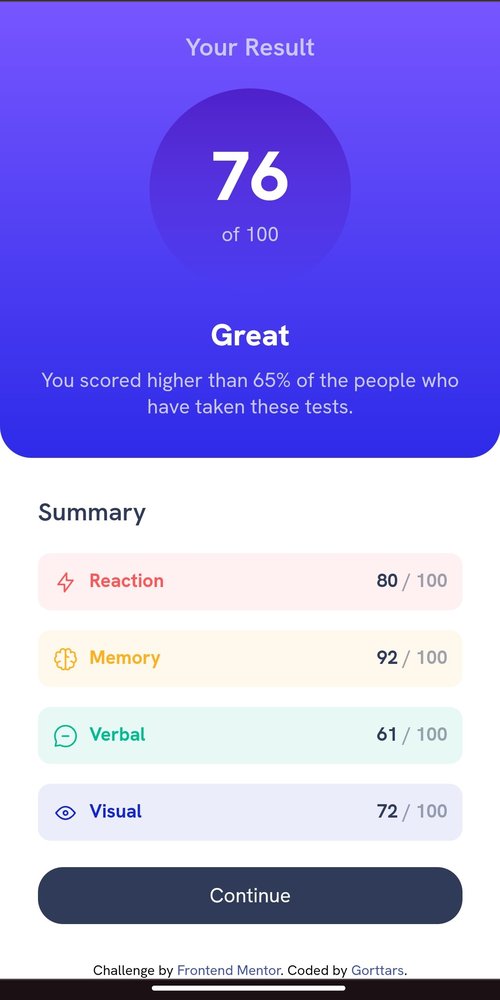 Your Result
76
of 100
Great
You scored higher than 65% of the people who
have taken these tests.
Summary
Reaction 80 / 100
Memory 92 / 100
Verbal 61 / 100
Visual 72 / 100
Continue
Challenge by Frontend Mentor. Coded by Gorttars.